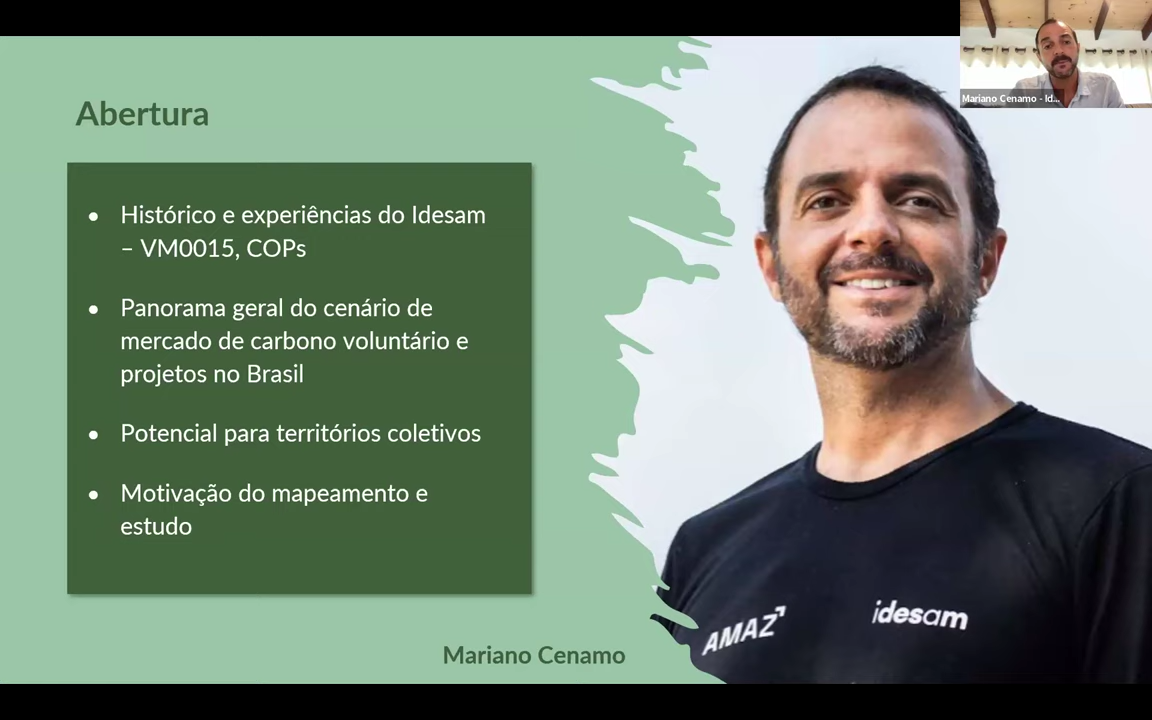 Mariano Cenamo - Id...
Abertura
• Histórico e experiências do Idesam
– VM0015, COPs
• Panorama geral do cenário de
mercado de carbono voluntário e
projetos no Brasil
• Potencial para territórios coletivos
• Motivação do mapeamento e
estudo
AMAZ
idesam
Mariano Cenamo